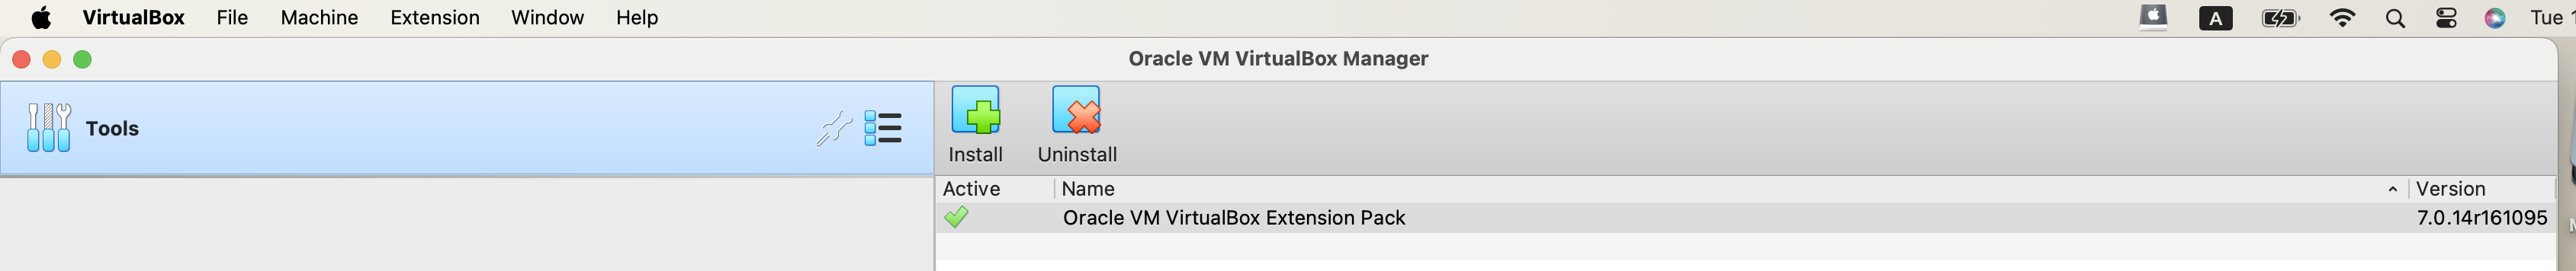 VirtualBox File Machine Extension Window Help A Tue
Oracle VM VirtualBox Manager
Tools
Install Uninstall
Active Name Version
Oracle VM VirtualBox Extension Pack 7.0.14r161095